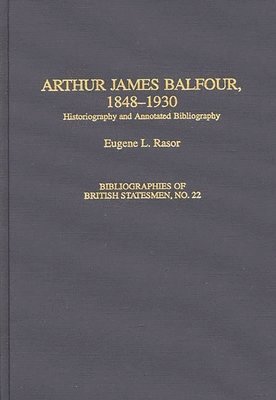 ARTHUR JAMES BALFOUR,
1848–1930
Historiography and Annotated Bibliography
Eugene L. Rasor
BIBLIOGRAPHIES OF
BRITISH STATESMEN, NO. 22